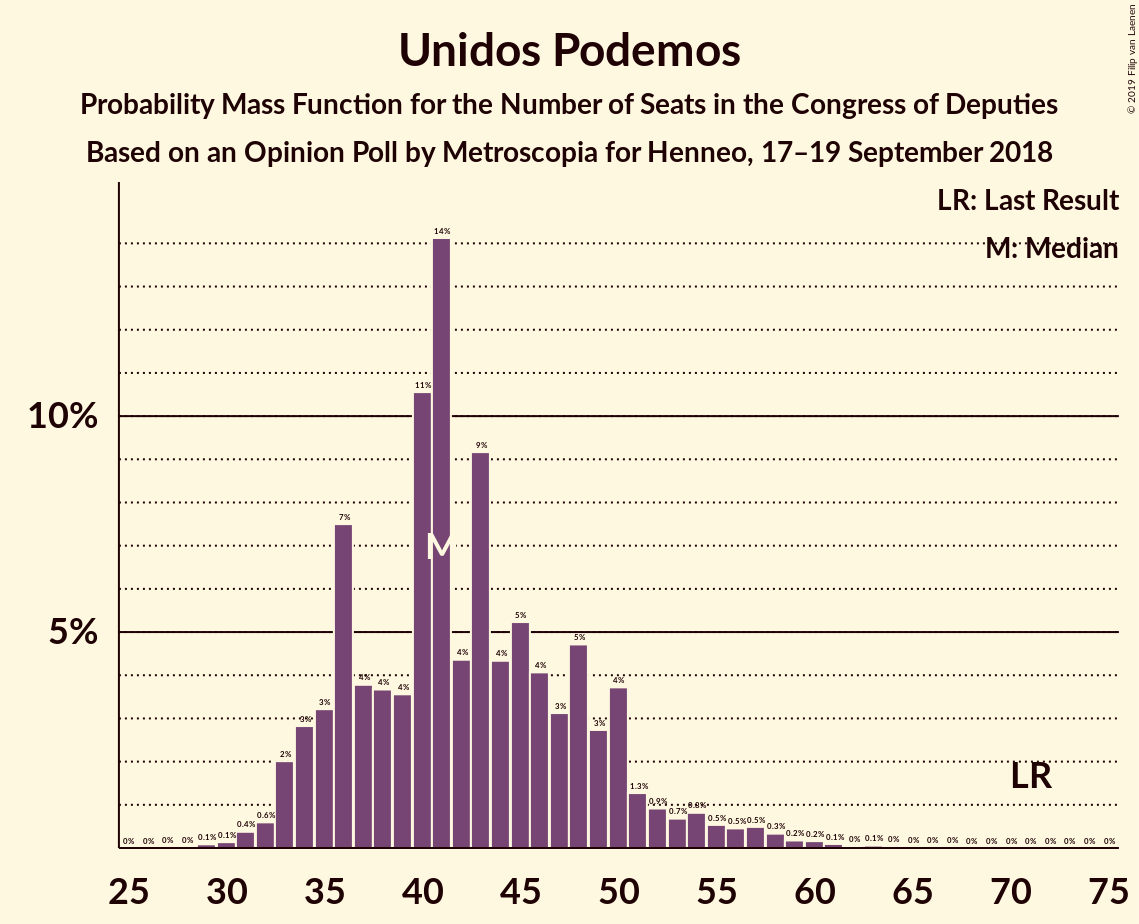 Unidos Podemos
Probability Mass Function for the Number of Seats in the Congress of Deputies
Based on an Opinion Poll by Metroscopia for Henneo, 17–19 September 2018
© 2019 Filip van Laenen
LR: Last Result
M: Median
10%
5%
0% 0% 0% 0% 0.1% 0.1% 0.4% 0.6% 2% 3% 3% 7% 4% 4% 4% 11% 14% 4% 9% 4% 5% 4% 3% 5% 3% 4% 1.3% 0.9% 0.7% 0.8% 0.5% 0.5% 0.5% 0.3% 0.2% 0.2% 0.1% 0% 0.1% 0% 0% 0% 0% 0% 0% 0% 0% 0% 0% 0% 0%
M
LR
25 30 35 40 45 50 55 60 65 70 75